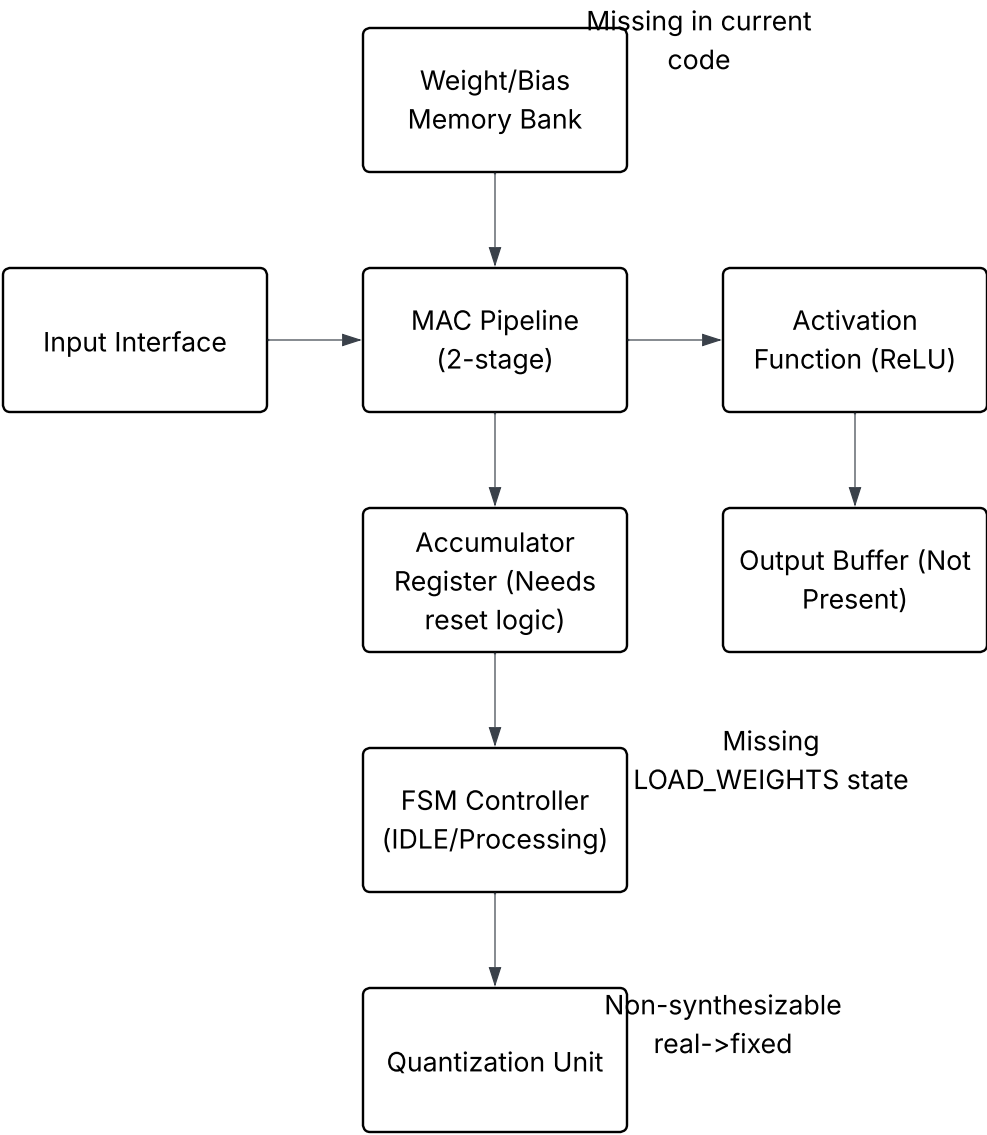 Missing in current
code
Weight/Bias
Memory Bank
Input Interface
MAC Pipeline
(2-stage)
Activation
Function (ReLU)
Accumulator
Register (Needs
reset logic)
Output Buffer (Not
Present)
Missing
LOAD_WEIGHTS state
FSM Controller
(IDLE/Processing)
Non-synthesizable
real->fixed
Quantization Unit